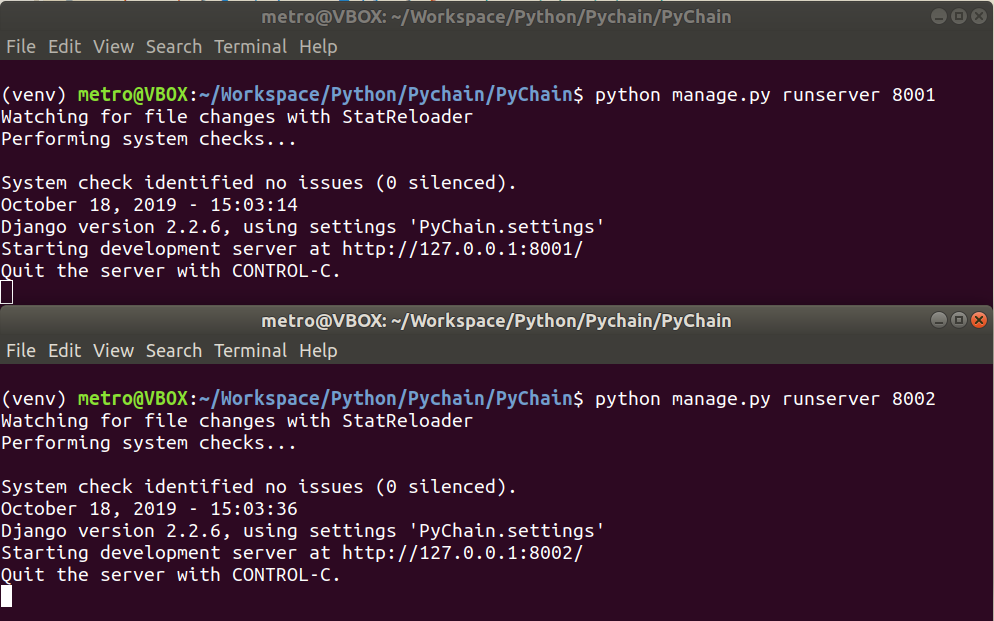 metro@VBOX: ~/Workspace/Python/Pychain/PyChain
File Edit View Search Terminal Help
(venv) metro@VBOX:~/Workspace/Python/Pychain/PyChain$ python manage.py runserver 8001
Watching for file changes with StatReloader
Performing system checks...
System check identified no issues (0 silenced).
October 18, 2019 - 15:03:14
Django version 2.2.6, using settings 'PyChain.settings'
Starting development server at http://127.0.0.1:8001/
Quit the server with CONTROL-C.
metro@VBOX: ~/Workspace/Python/Pychain/PyChain
File Edit View Search Terminal Help
(venv) metro@VBOX:~/Workspace/Python/Pychain/PyChain$ python manage.py runserver 8002
Watching for file changes with StatReloader
Performing system checks...
System check identified no issues (0 silenced).
October 18, 2019 - 15:03:36
Django version 2.2.6, using settings 'PyChain.settings'
Starting development server at http://127.0.0.1:8002/
Quit the server with CONTROL-C.